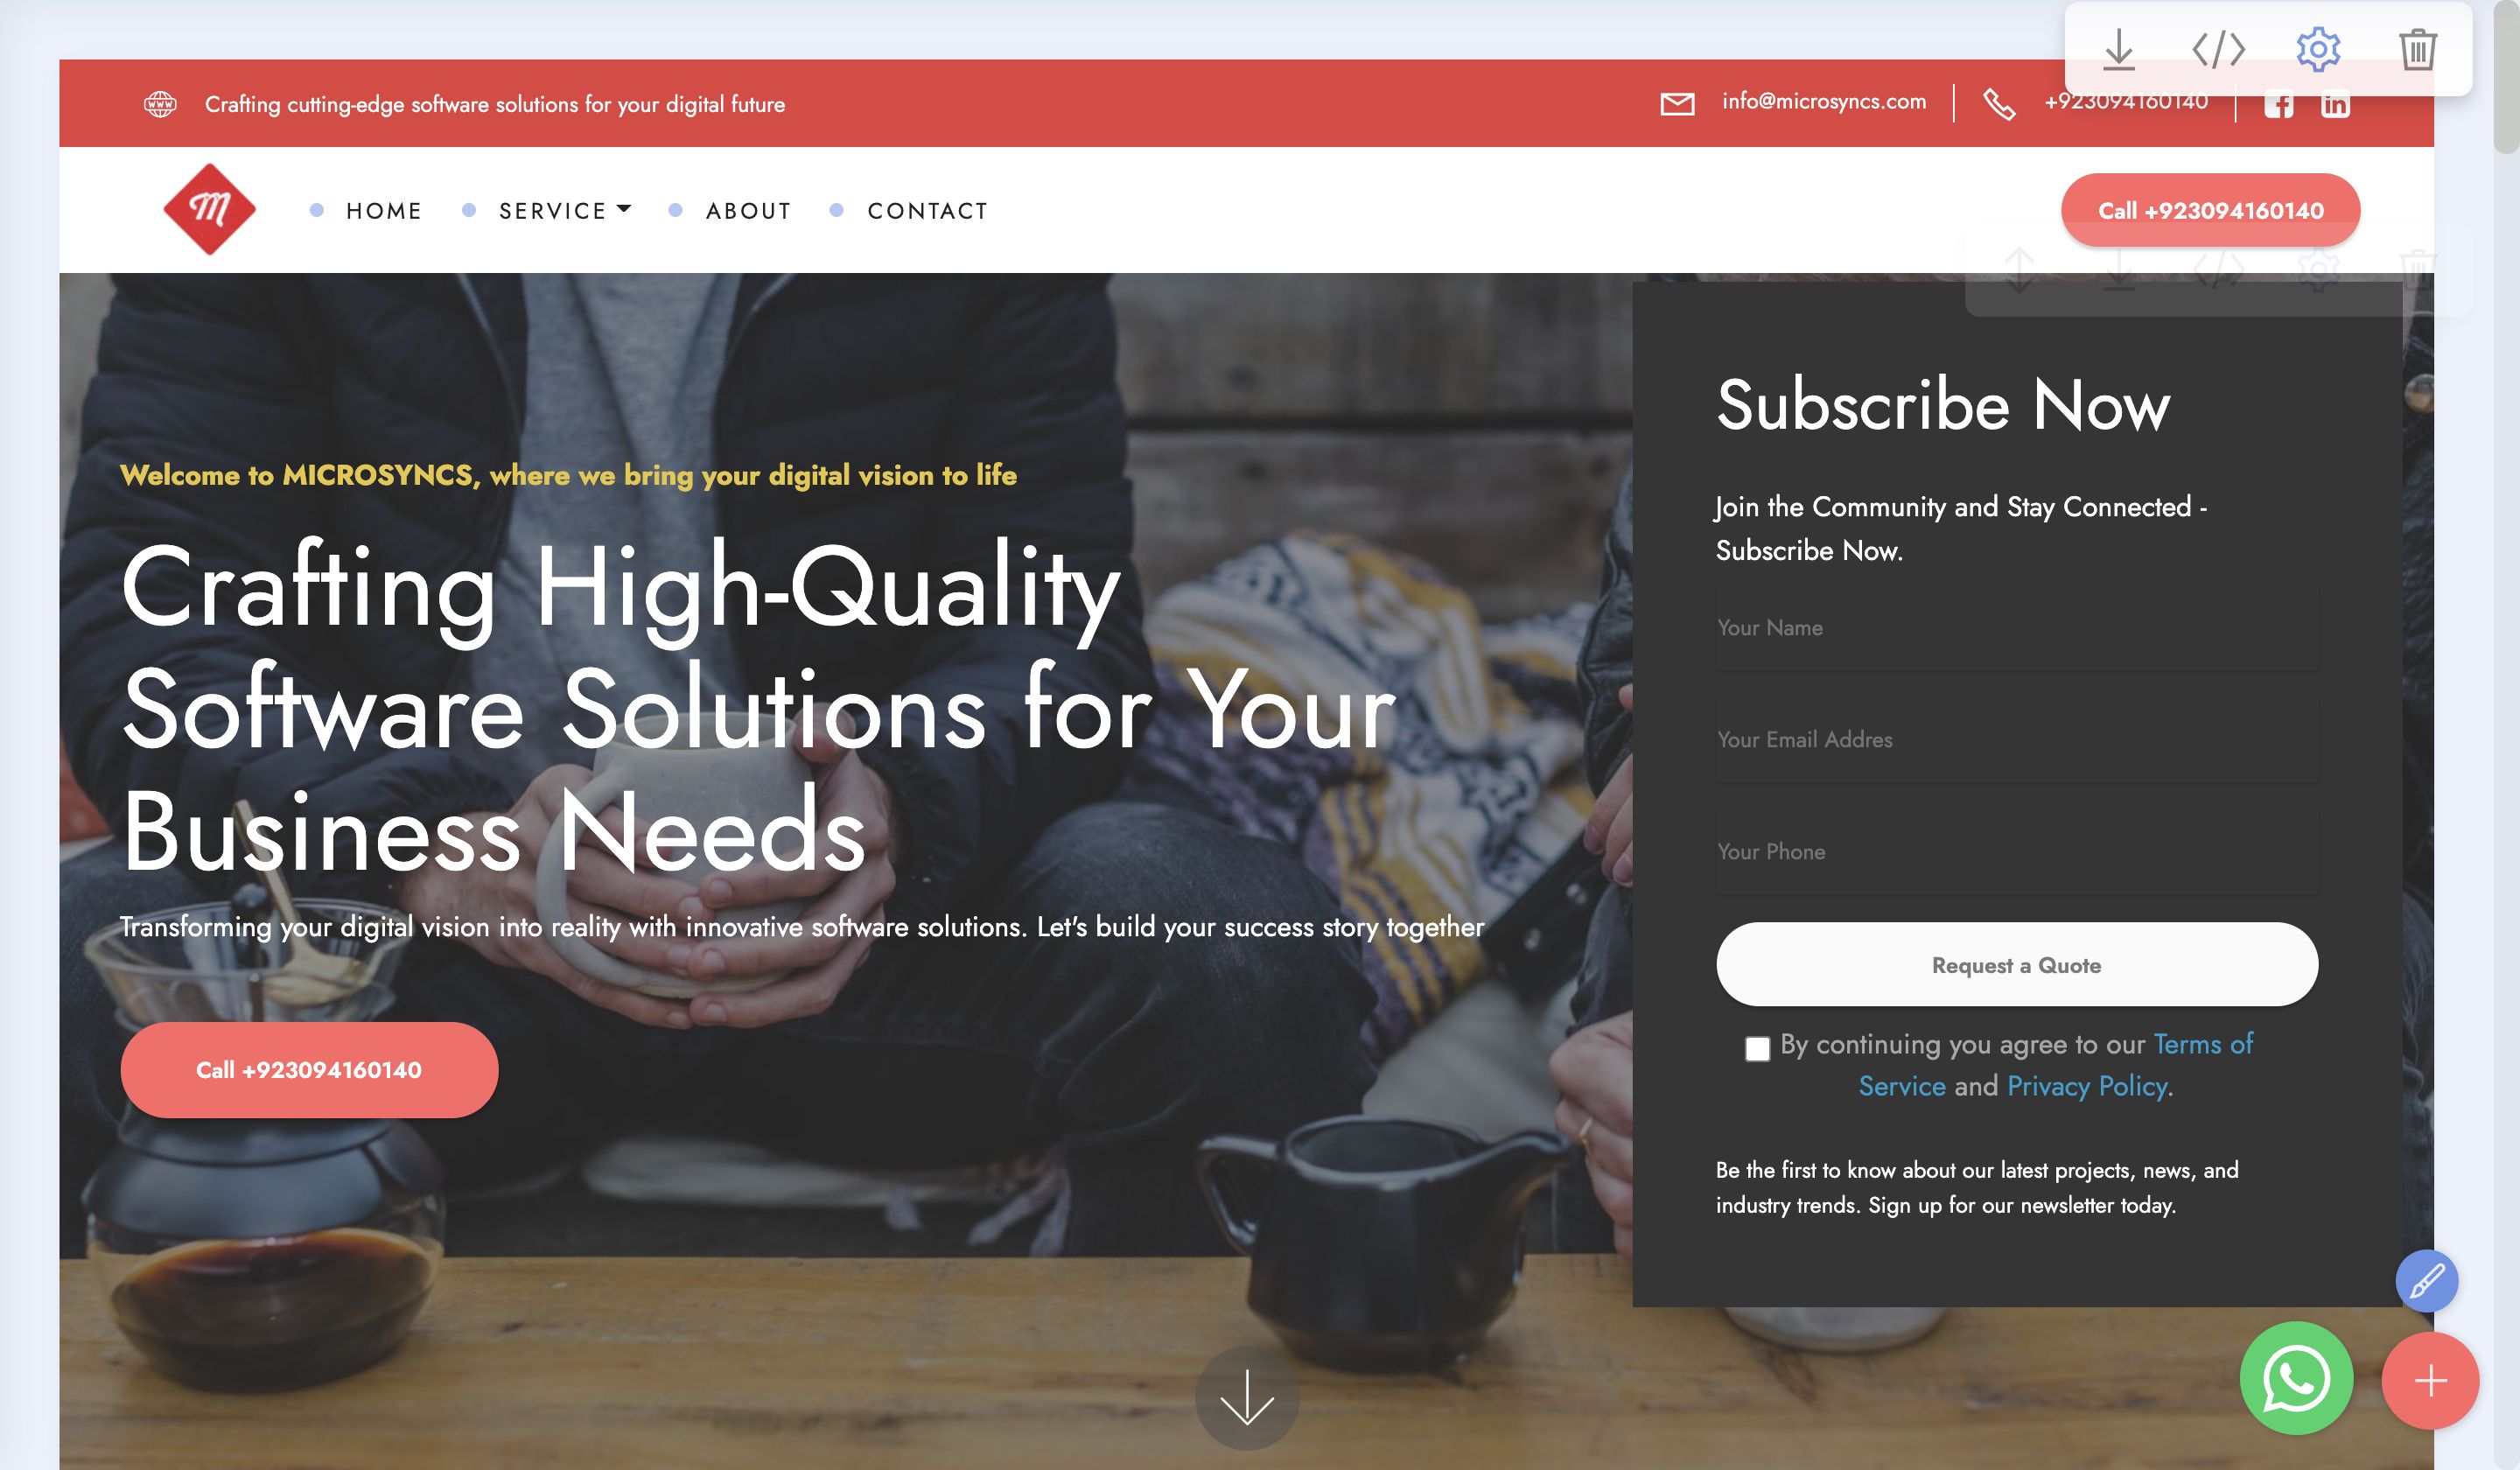 Crafting cutting-edge software solutions for your digital future
info@microsyncs.com
+923094160140
M
HOME
SERVICE
ABOUT
CONTACT
Call +923094160140
Welcome to MICROSYNCS, where we bring your digital vision to life
Crafting High-Quality
Software Solutions for Your
Business Needs
Transforming your digital vision into reality with innovative software solutions. Let's build your success story together
Call +923094160140
Subscribe Now
Join the Community and Stay Connected -
Subscribe Now.
Your Name
Your Email Addres
Your Phone
Request a Quote
By continuing you agree to our Terms of
Service and Privacy Policy.
Be the first to know about our latest projects, news, and
industry trends. Sign up for our newsletter today.